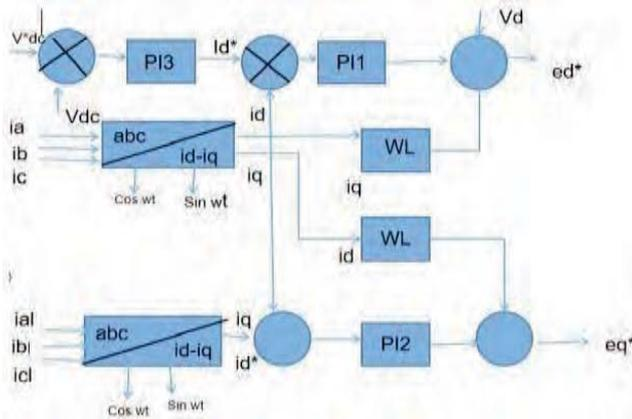 Vd
V*dc
PI3
Id*
PI1
ed*
Vdc
ia
ib
ic
abc
id-iq
id
iq
WL
iq
Cos wt
Sin wt
WL
id
)
ial
ibl
icl
abc
id-iq
iq
id*
PI2
eq*
Cos wt
Sin wt